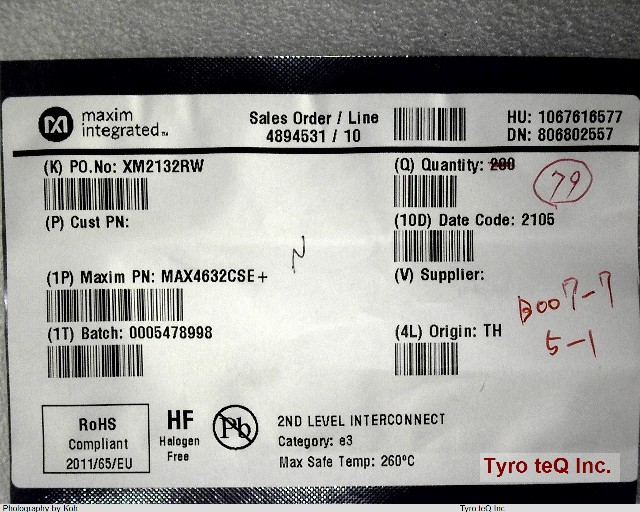 maxim
integrated™
Sales Order / Line
4894531 / 10
HU: 1067616577
DN: 806802557
(K) PO.No: XM2132RW
(Q) Quantity: 200
79
(P) Cust PN:
(10D) Date Code: 2105
N
(1P) Maxim PN: MAX4632CSE+
(V) Supplier:
B007-7
5-1
(1T) Batch: 0005478998
(4L) Origin: TH
RoHS
Compliant
2011/65/EU
HF
Halogen
Free
Pb
2ND LEVEL INTERCONNECT
Category: e3
Max Safe Temp: 260°C
Tyro teQ Inc.
Photography by Koh
Tyro teQ Inc